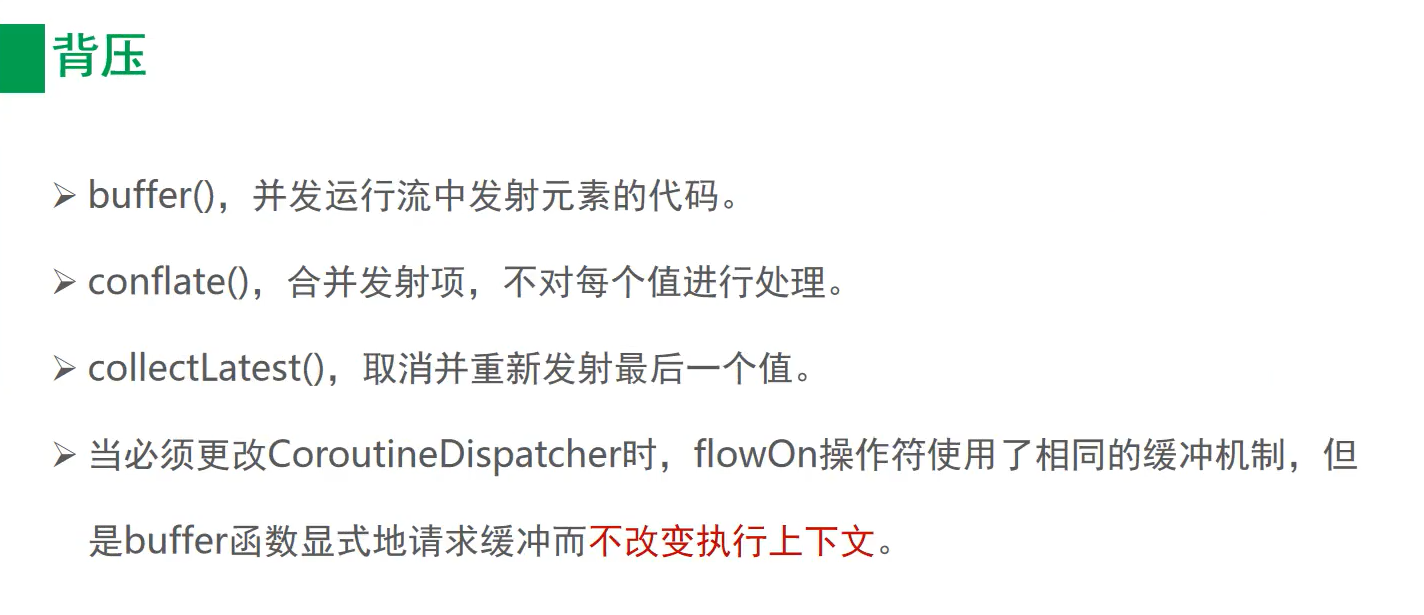 背压
➢ buffer()，并发运行流中发射元素的代码。
➢ conflate()，合并发射项，不对每个值进行处理。
➢ collectLatest()，取消并重新发射最后一个值。
➢ 当必须更改CoroutineDispatcher时，flowOn操作符使用了相同的缓冲机制，但
是buffer函数显式地请求缓冲而不改变执行上下文。